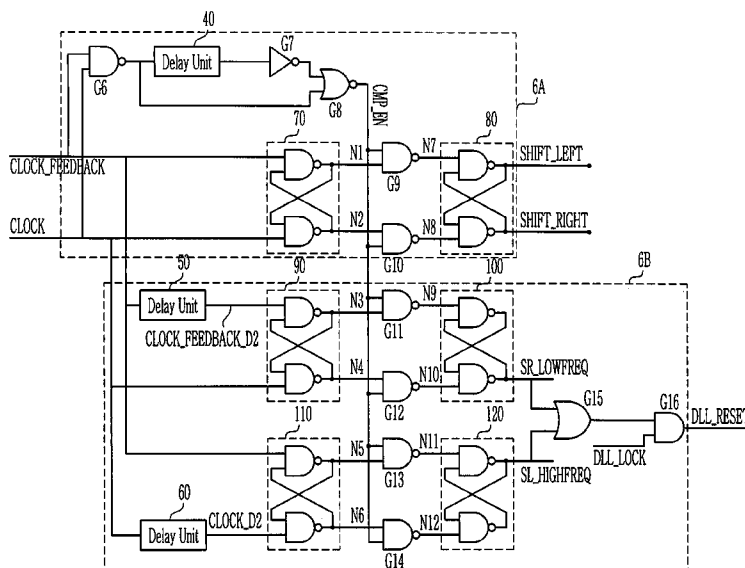 40
Delay Unit
G7
G6
G8
CMP_EN
6A
70
80
N1
N7
SHIFT_LEFT
CLOCK_FEEDBACK
G9
CLOCK
N2
N8
SHIFT_RIGHT
G10
6B
50
90
100
Delay Unit
N3
N9
CLOCK_FEEDBACK_D2
G11
N4
N10
SR_LOWFREQ
G12
G15
G16
DLL_RESET
110
120
N5
N11
DLL_LOCK
G13
SL_HIGHFREQ
60
Delay Unit
CLOCK_D2
N6
N12
G14